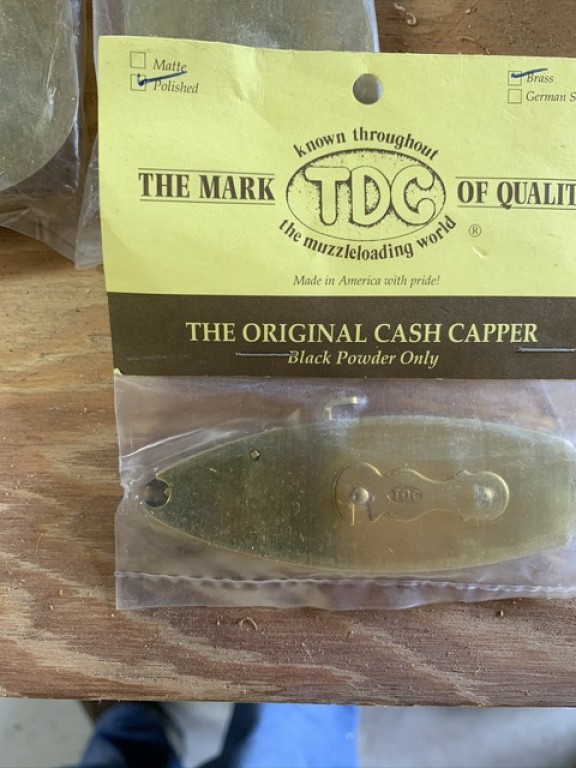 Matte
Polished
Brass
German S
known throughout
THE MARK TDC OF QUALIT
the muzzleloading world
®
Made in America with pride!
THE ORIGINAL CASH CAPPER
Black Powder Only
TDC